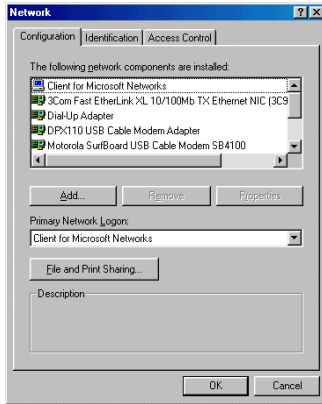 Network
Configuration Identification Access Control
The following network components are installed:
Client for Microsoft Networks
3Com Fast EtherLink XL 10/100Mb TX Ethernet NIC (3C9
Dial-Up Adapter
DPX110 USB Cable Modem Adapter
Motorola SurfBoard USB Cable Modem SB4100
Add... Remove Properties
Primary Network Logon:
Client for Microsoft Networks
File and Print Sharing...
Description
OK Cancel